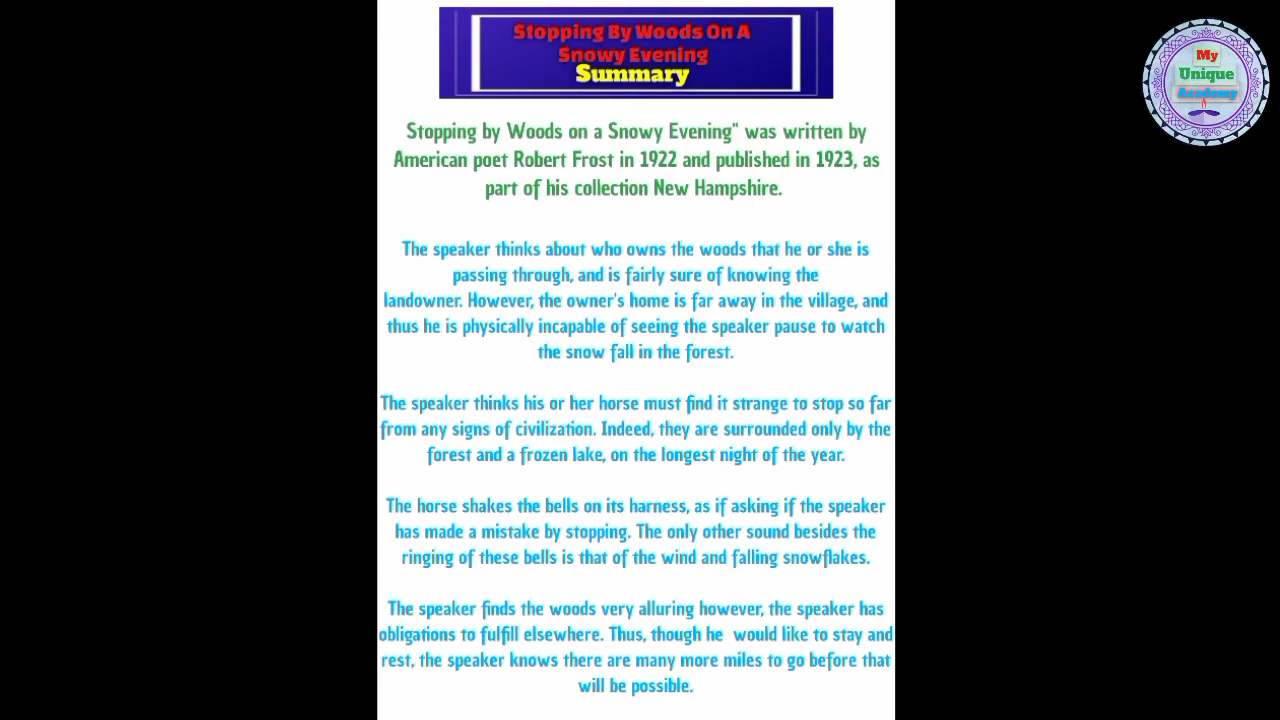 Stopping By Woods On A
Snowy Evening
Summary
My
Unique
Academy
Stopping by Woods on a Snowy Evening" was written by
American poet Robert Frost in 1922 and published in 1923, as
part of his collection New Hampshire.
The speaker thinks about who owns the woods that he or she is
passing through, and is fairly sure of knowing the
landowner. However, the owner's home is far away in the village, and
thus he is physically incapable of seeing the speaker pause to watch
the snow fall in the forest.
The speaker thinks his or her horse must find it strange to stop so far
from any signs of civilization. Indeed, they are surrounded only by the
forest and a frozen lake, on the longest night of the year.
The horse shakes the bells on its harness, as if asking if the speaker
has made a mistake by stopping. The only other sound besides the
ringing of these bells is that of the wind and falling snowflakes.
The speaker finds the woods very alluring however, the speaker has
obligations to fulfill elsewhere. Thus, though he would like to stay and
rest, the speaker knows there are many more miles to go before that
will be possible.